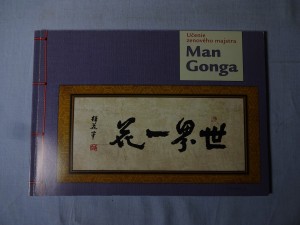 Učenie
zenového majstra
Man
Gonga
世界一花